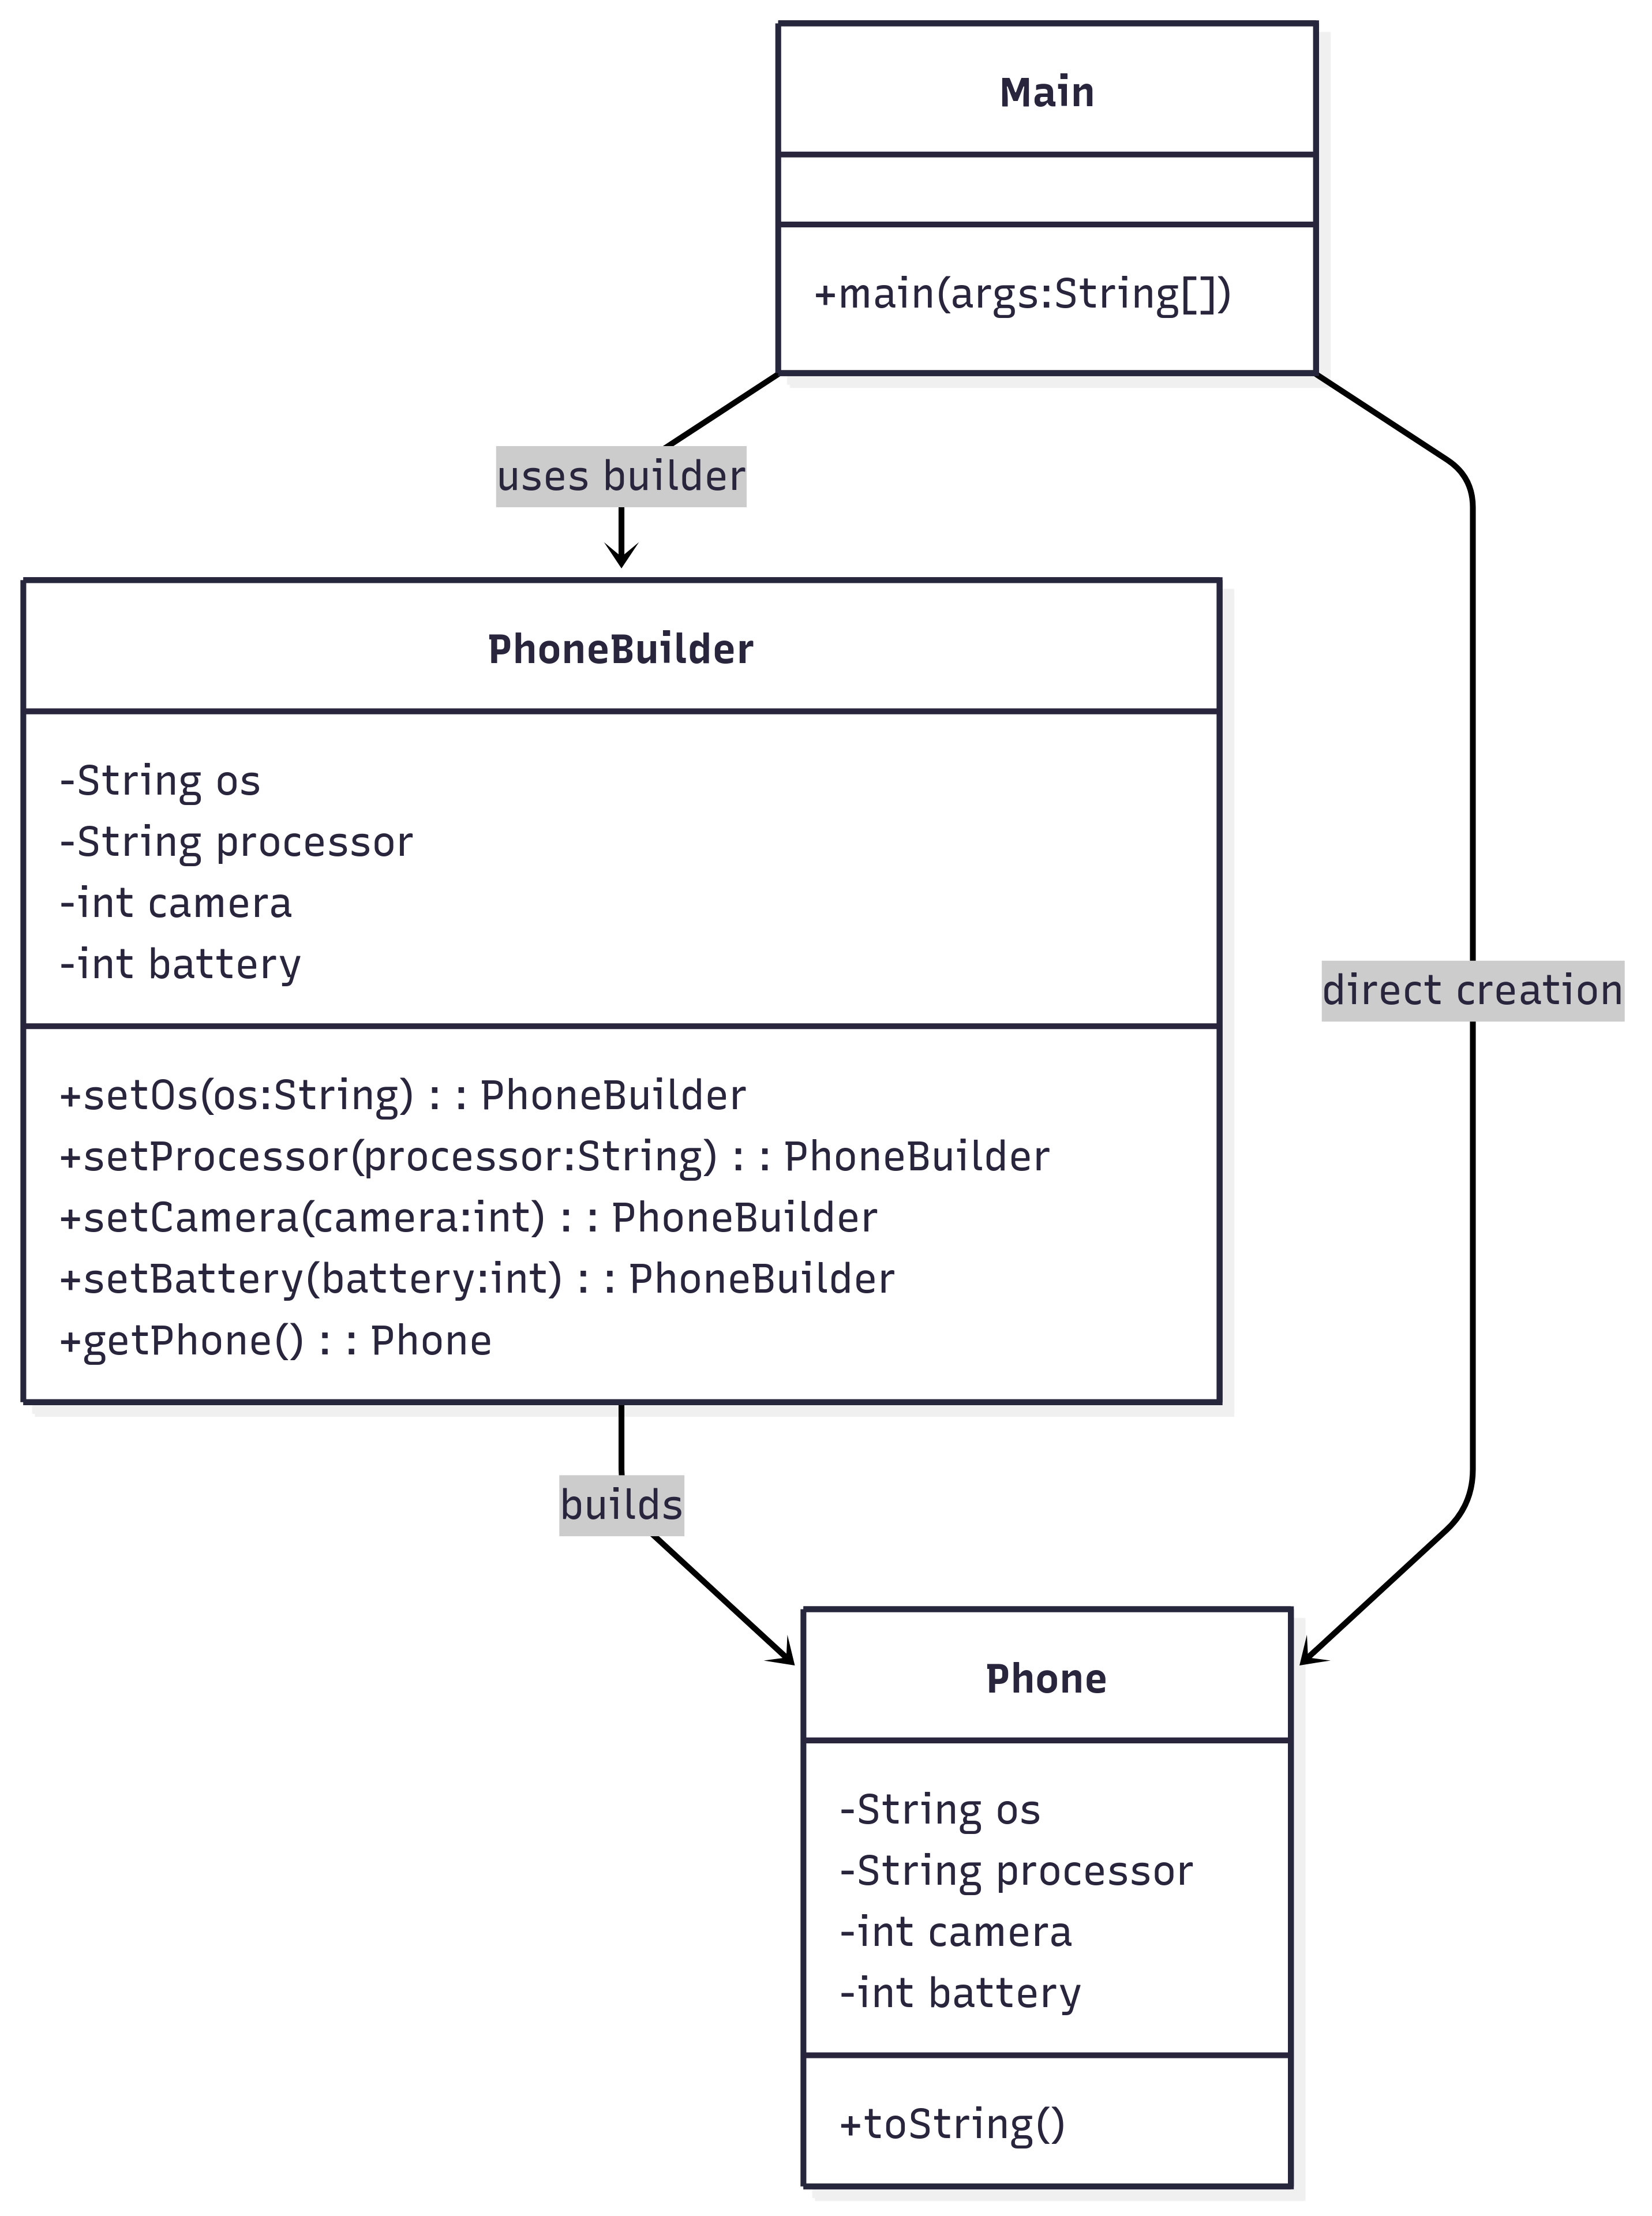 Main
+main(args:String[])
uses builder
PhoneBuilder
-String os
-String processor
-int camera
-int battery
direct creation
+setOs(os:String) : : PhoneBuilder
+setProcessor(processor:String) : : PhoneBuilder
+setCamera(camera:int) : : PhoneBuilder
+setBattery(battery:int) : : PhoneBuilder
+getPhone() : : Phone
builds
Phone
-String os
-String processor
-int camera
-int battery
+toString()